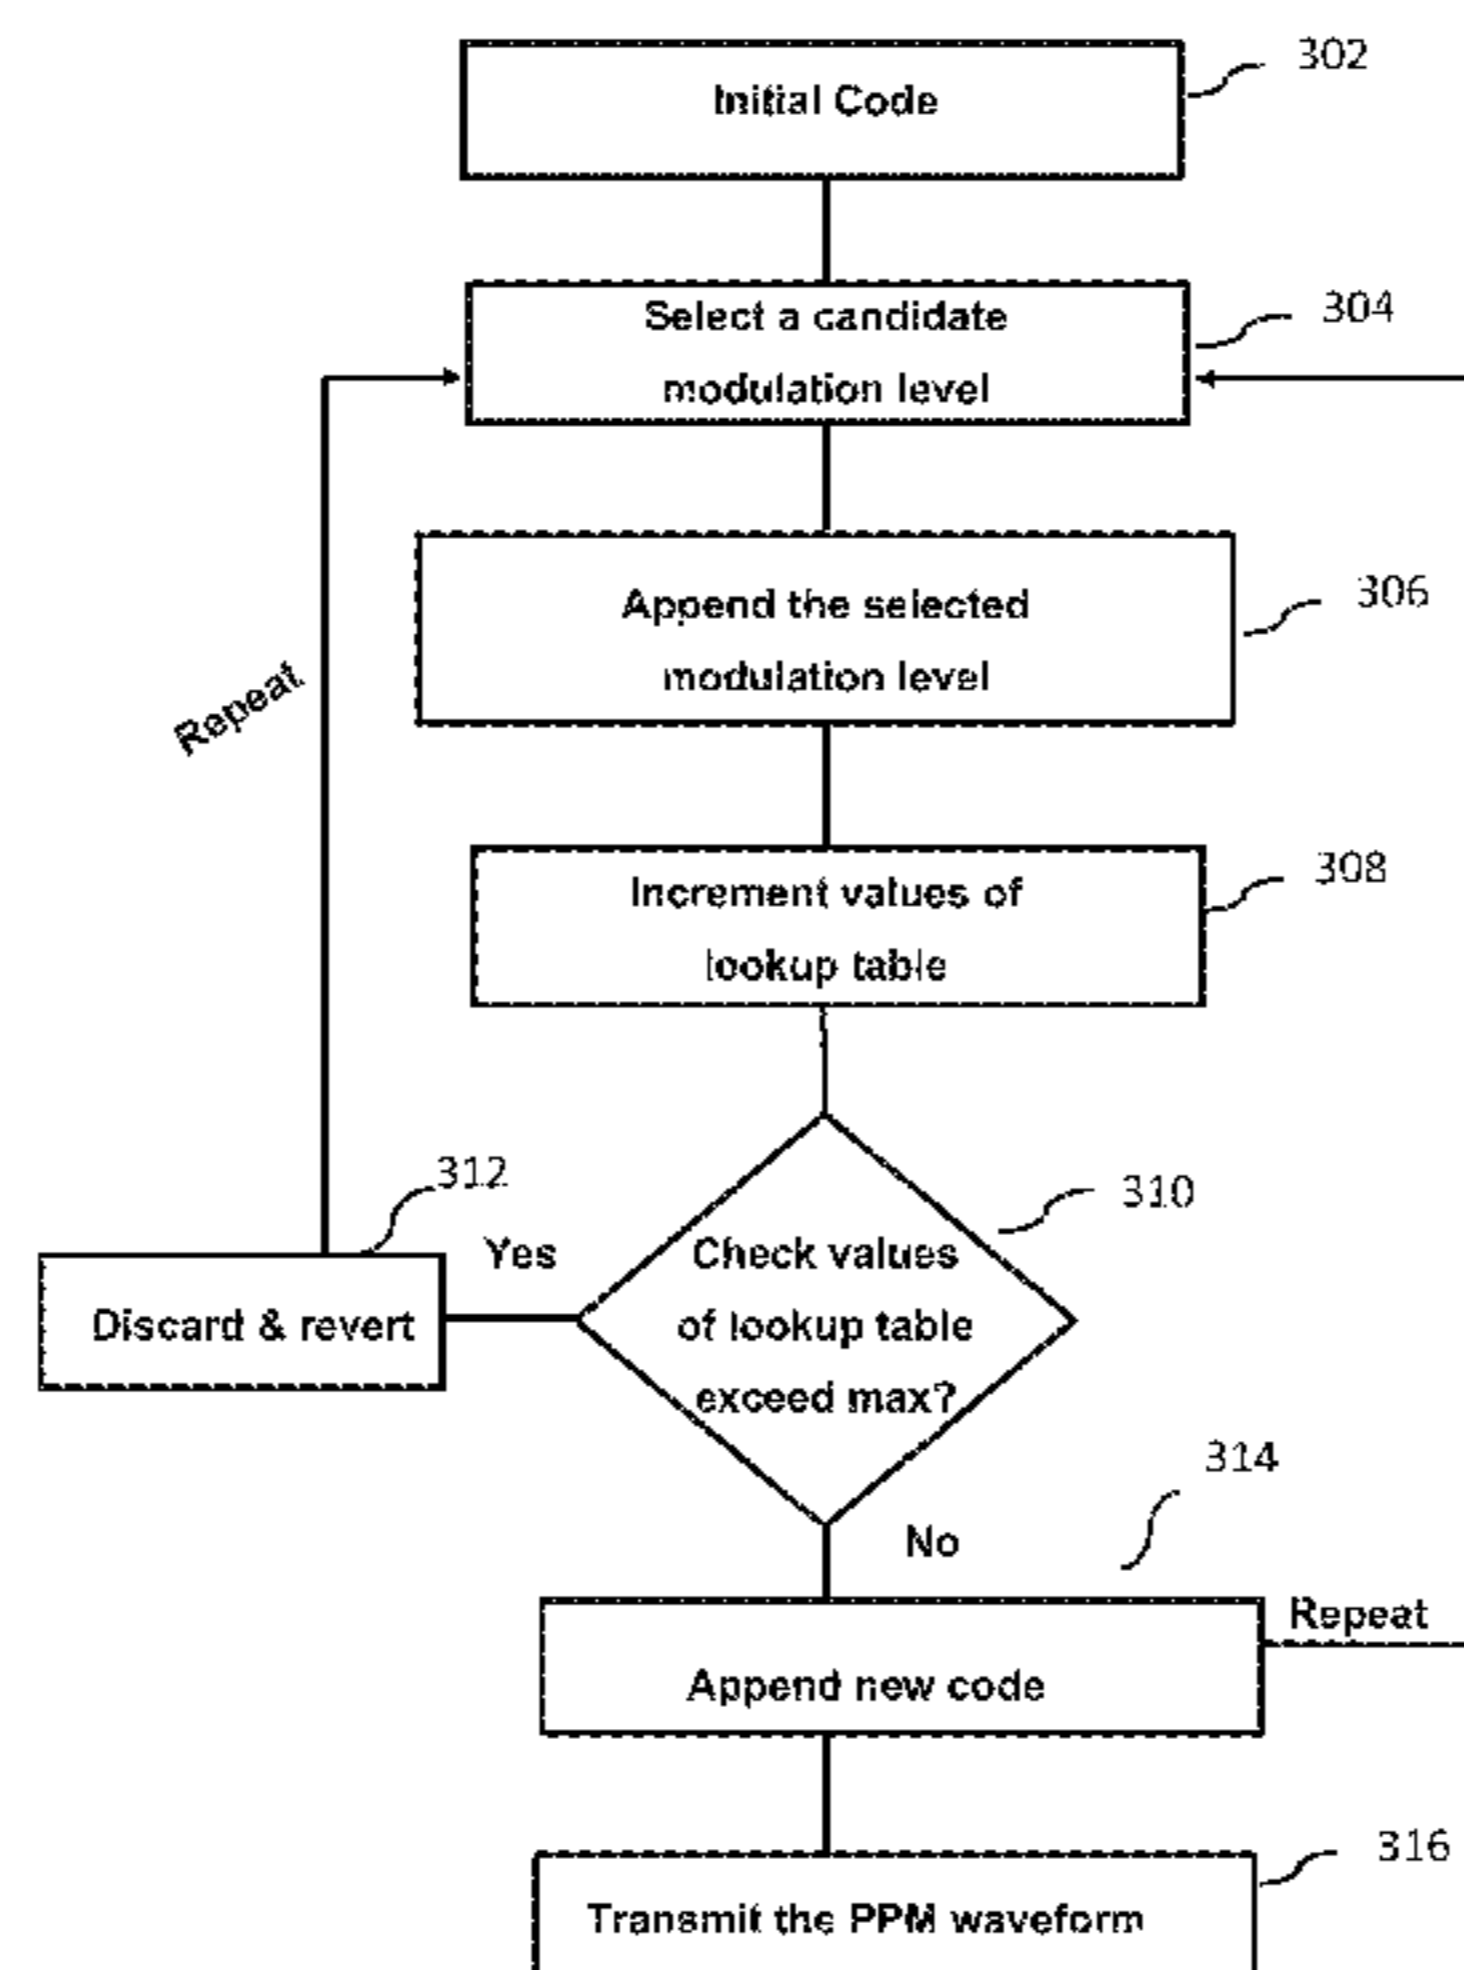 302
Initial Code
304
Select a candidate
modulation level
306
Append the selected
modulation level
Repeat
308
Increment values of
lookup table
312
310
Yes
Check values
of lookup table
exceed max?
Discard & revert
314
No
Repeat
Append new code
316
Transmit the PPM waveform